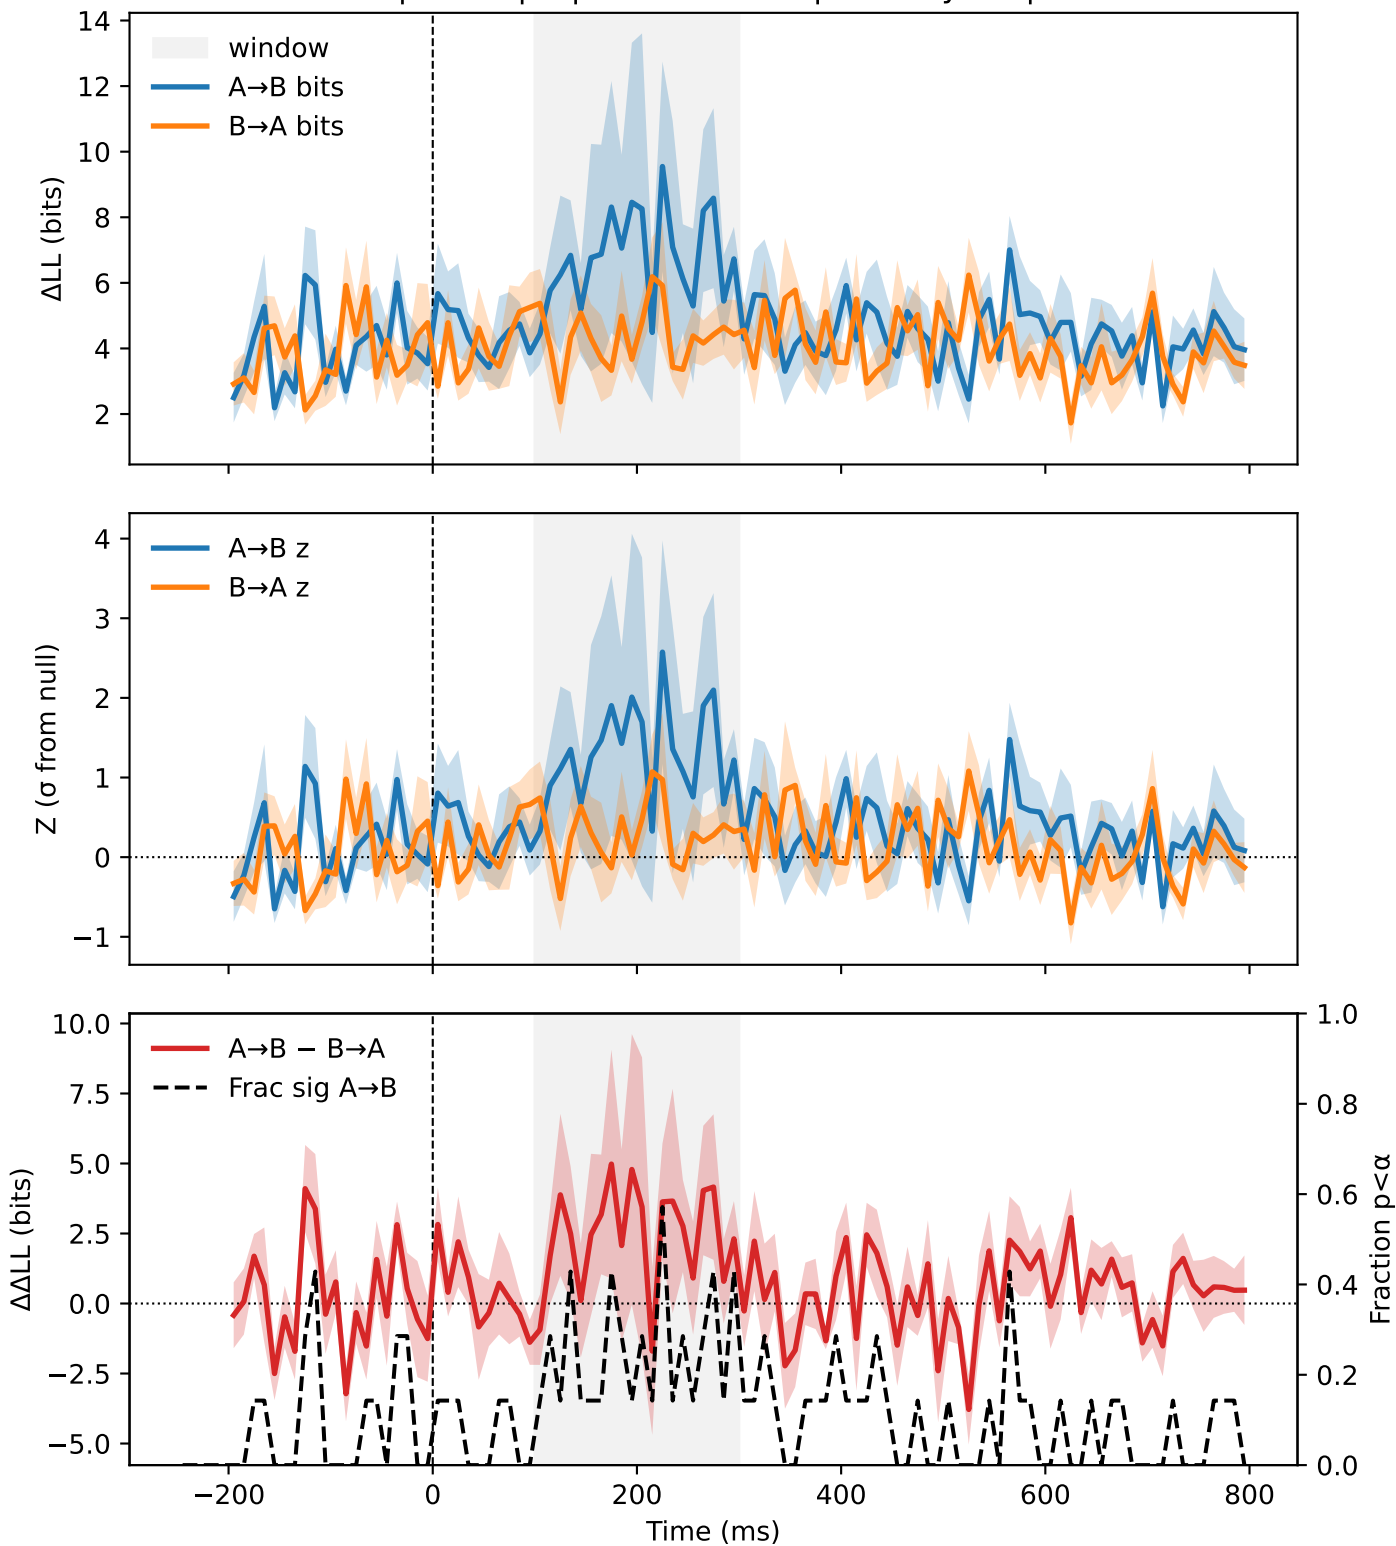 14
12
10
8
6
4
2
ΔLL (bits)
window
A→B bits
B→A bits
4
3
2
1
0
−1
Z (σ from null)
A→B z
B→A z
10.0
7.5
5.0
2.5
0.0
−2.5
−5.0
ΔΔLL (bits)
A→B − B→A
Frac sig A→B
1.0
0.8
0.6
0.4
0.2
0.0
Fraction p<α
−200 0 200 400 600 800
Time (ms)